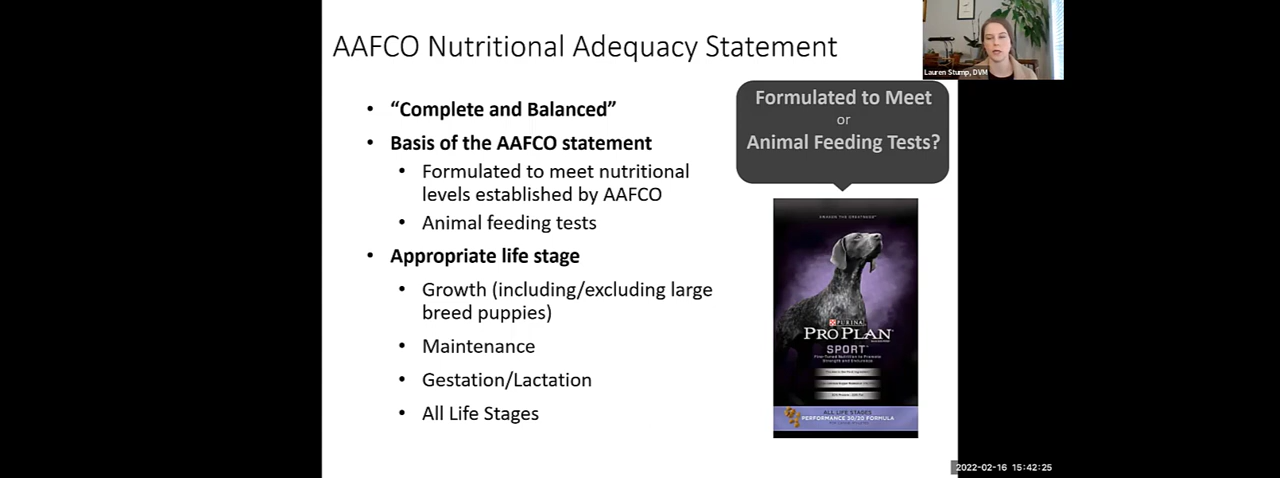 AAFCO Nutritional Adequacy Statement
Lauren Stump, DVM
• “Complete and Balanced”
• Basis of the AAFCO statement
• Formulated to meet nutritional
levels established by AAFCO
• Animal feeding tests
• Appropriate life stage
• Growth (including/excluding large
breed puppies)
• Maintenance
• Gestation/Lactation
• All Life Stages
Formulated to Meet
or
Animal Feeding Tests?
PURINA
PRO PLAN
SPORT
Strength and Endurance
ALL LIFE STAGES
PERFORMANCE 30/20 FORMULA
2022-02-16 15:42:25